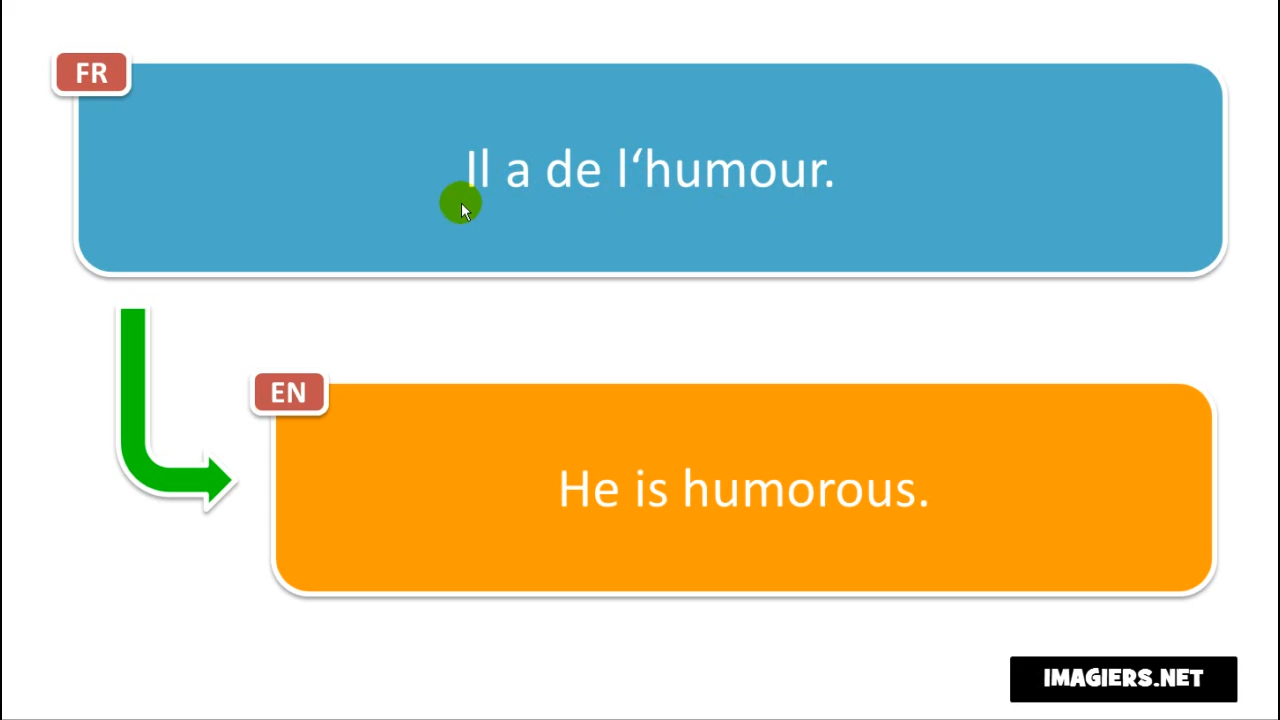 FR
Il a de l‘humour.
EN
He is humorous.
IMAGIERS.NET